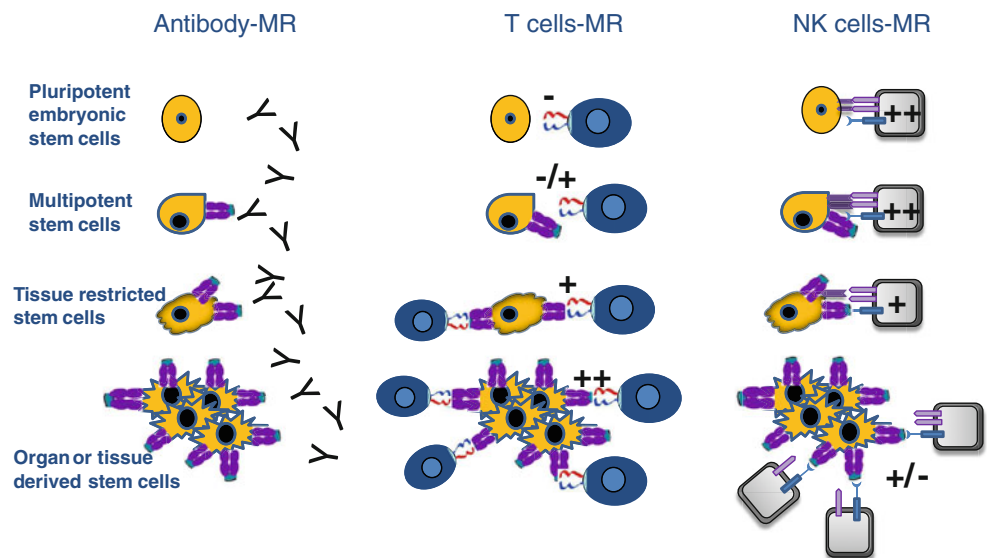 Antibody-MR
T cells-MR
NK cells-MR
Pluripotent
embryonic
stem cells
-
++
Multipotent
stem cells
-/+
++
Tissue restricted
stem cells
+
+
++
Organ or tissue
derived stem cells
+/-